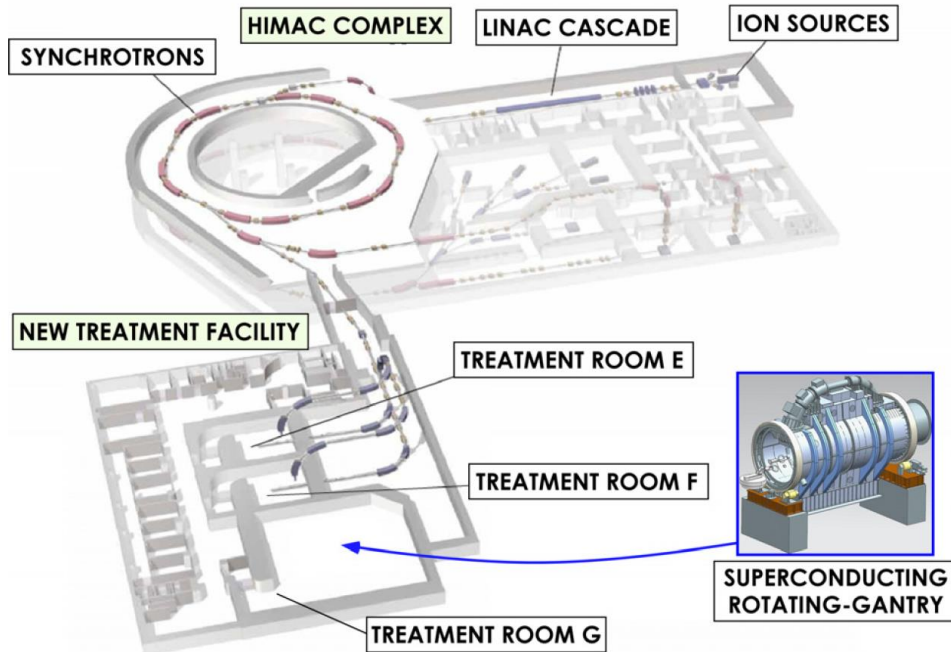 HIMAC COMPLEX
LINAC CASCADE
ION SOURCES
SYNCHROTRONS
NEW TREATMENT FACILITY
TREATMENT ROOM E
TREATMENT ROOM F
SUPERCONDUCTING
ROTATING-GANTRY
TREATMENT ROOM G